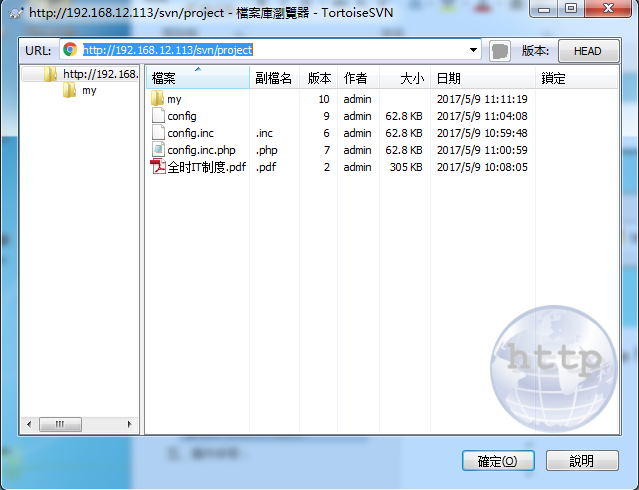 http://192.168.12.113/svn/project - 檔案庫瀏覽器 - TortoiseSVN
URL: http://192.168.12.113/svn/project 版本: HEAD
http://192.168.
my
檔案 副檔名 版本 作者 大小 日期 鎖定
my 10 admin 2017/5/9 11:11:19
config 9 admin 62.8 KB 2017/5/9 11:04:08
config.inc .inc 6 admin 62.8 KB 2017/5/9 10:59:48
config.inc.php .php 7 admin 62.8 KB 2017/5/9 11:00:59
全时IT制度.pdf .pdf 2 admin 305 KB 2017/5/9 10:08:05
http
確定(O) 說明